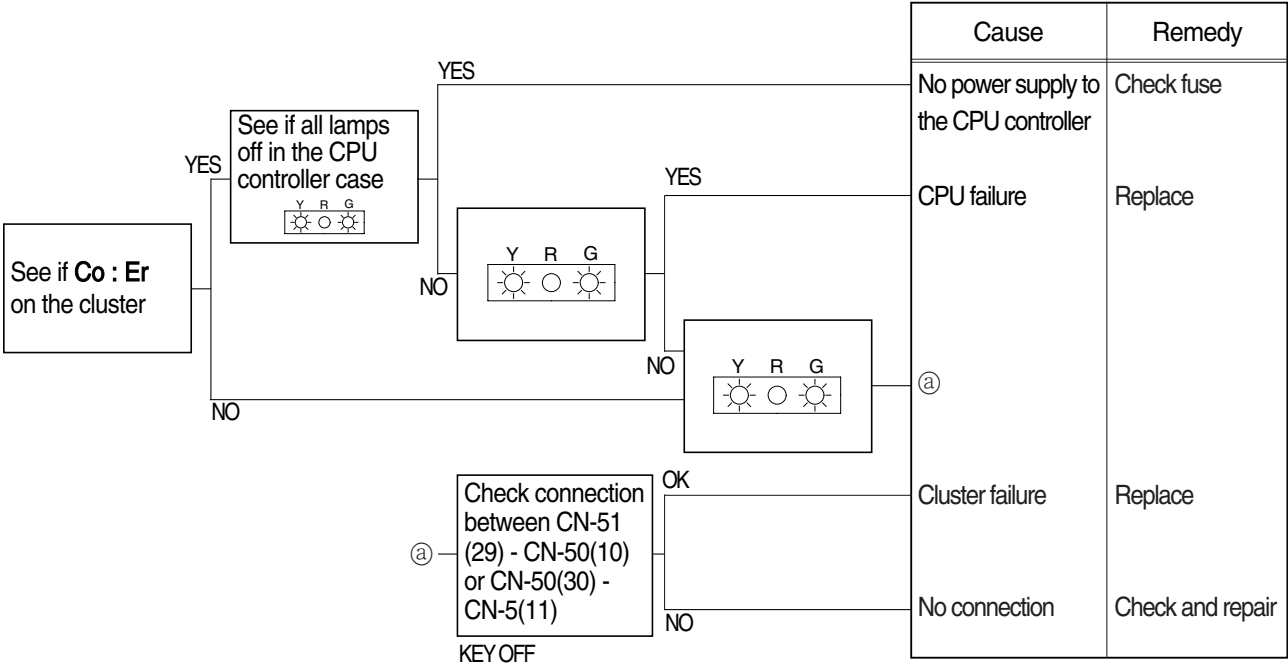 Cause
Remedy
YES
No power supply to
the CPU controller
Check fuse
YES
See if all lamps
off in the CPU
controller case
Y R G
YES
CPU failure
Replace
See if Co : Er
on the cluster
NO
Y R G
NO
Y R G
ⓐ
NO
ⓐ
Check connection
between CN-51
(29) - CN-50(10)
or CN-50(30) -
CN-5(11)
KEY OFF
OK
Cluster failure
Replace
NO
No connection
Check and repair